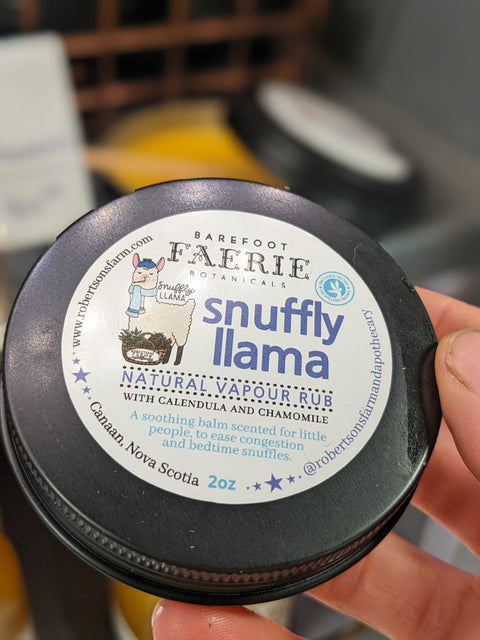 BAREFOOT
FAERIE
BOTANICALS
www.robertsonsfarm.com
snuffly
LLAMA
snuffly
llama
NATURAL VAPOUR RUB
WITH CALENDULA AND CHAMOMILE
A soothing balm scented for little
people, to ease congestion
and bedtime snuffles.
Canaan, Nova Scotia
2oz
@robertsonsfarmandapothecary